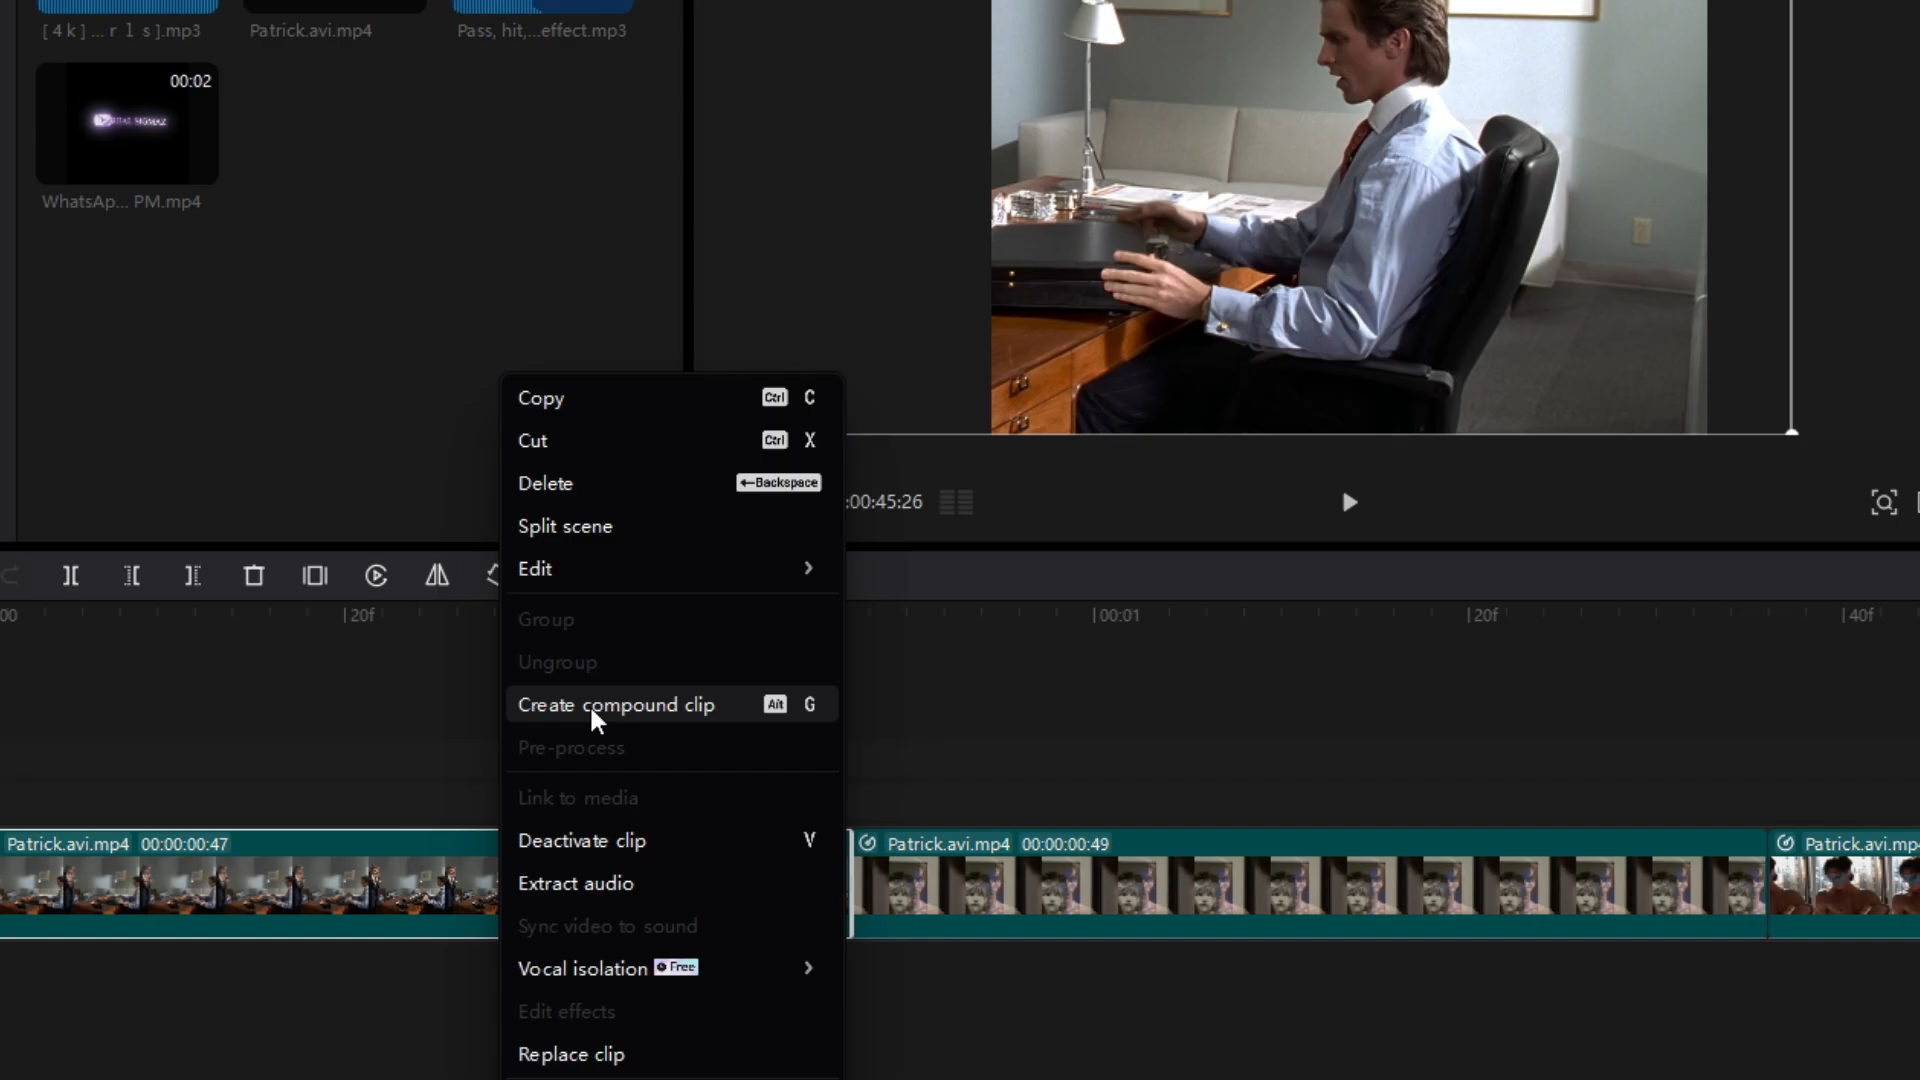 [ 4 k ] ... r l s ].mp3
Patrick.avi.mp4
Pass, hit,...effect.mp3
00:02
WhatsAp... PM.mp4
Copy Ctrl C
Cut Ctrl X
Delete ←Backspace
Split scene
Edit
Group
Ungroup
Create compound clip Alt G
Pre-process
Link to media
Deactivate clip V
Extract audio
Sync video to sound
Vocal isolation Free
Edit effects
Replace clip
:00:45:26
00
20f
00:01
20f
40f
Patrick.avi.mp4 00:00:00:47
Patrick.avi.mp4 00:00:00:49
Patrick.avi.mp4